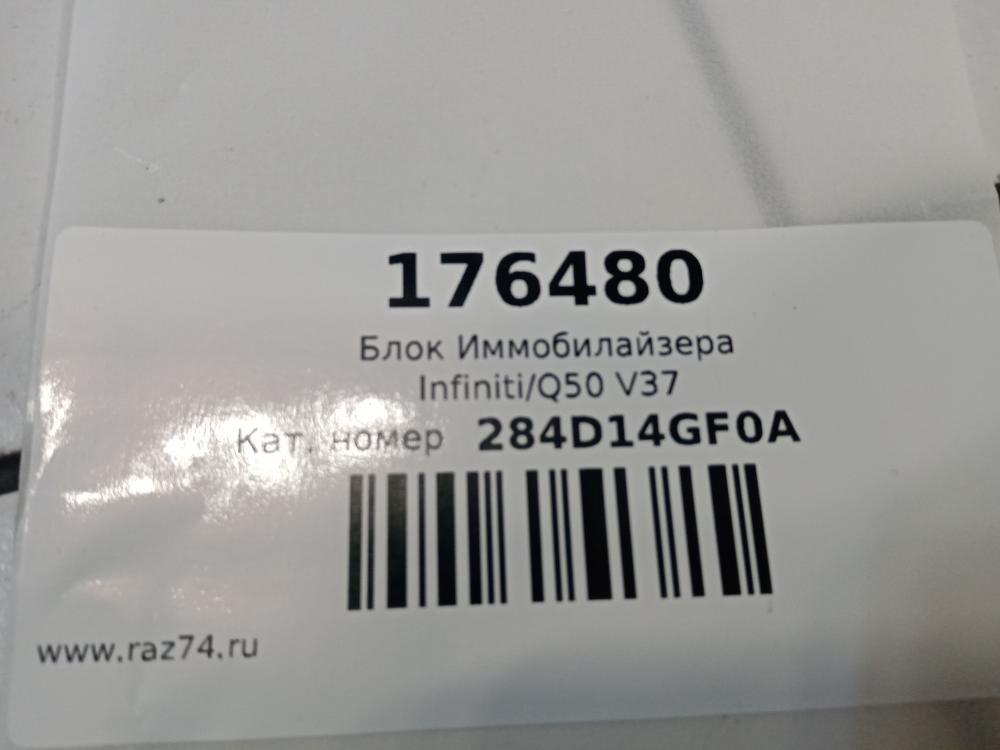 176480
Блок Иммобилайзера
Infiniti/Q50 V37
Кат. номер 284D14GF0A
www.raz74.ru